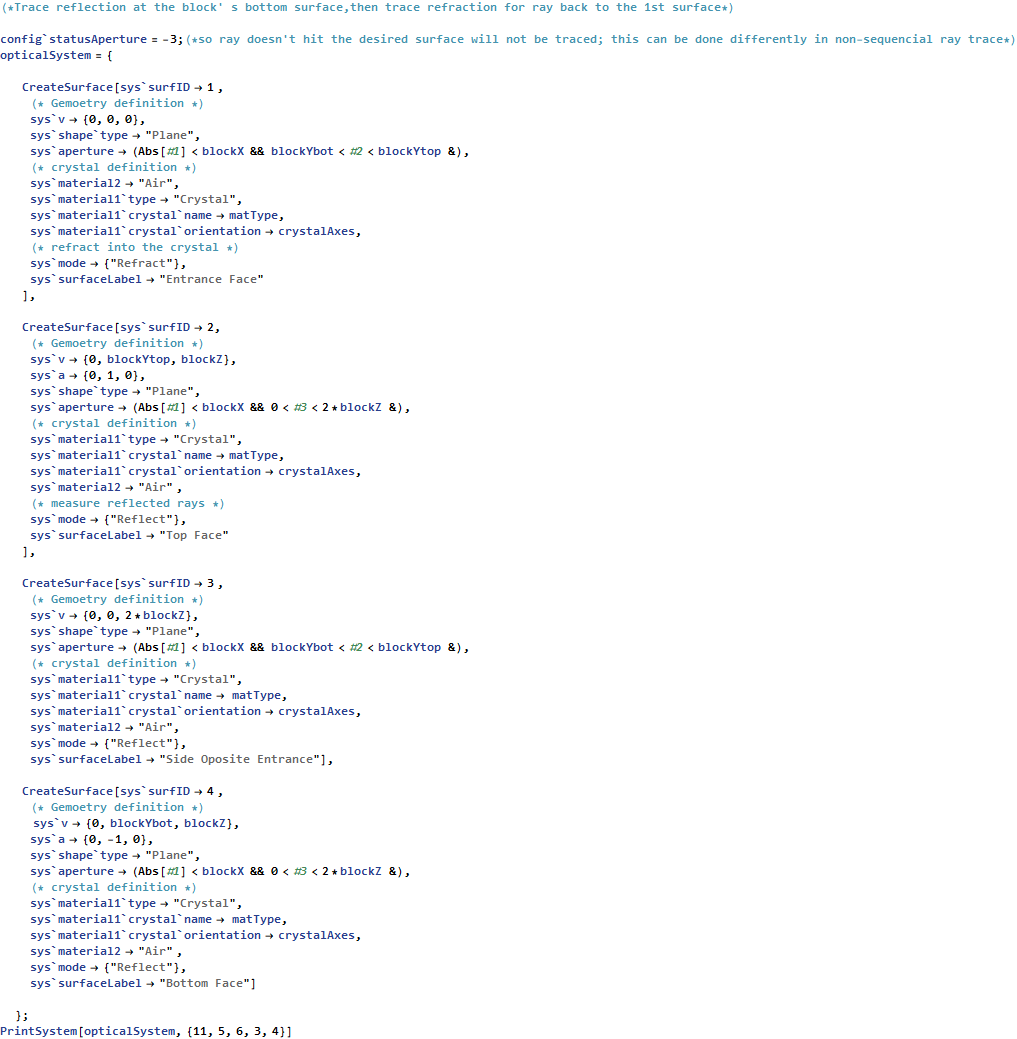 (*Trace reflection at the block' s bottom surface,then trace refraction for ray back to the 1st surface*)
config`statusAperture = -3; (*so ray doesn't hit the desired surface will not be traced; this can be done differently in non-sequencial ray trace*)
opticalSystem = {
CreateSurface[sys`surfID → 1 ,
(* Gemoetry definition *)
sys`v → {0, 0, 0},
sys`shape`type → "Plane",
sys`aperture → (Abs[#1] < blockX && blockYbot < #2 < blockYtop &),
(* crystal definition *)
sys`material2 → "Air",
sys`material1`type → "Crystal",
sys`material1`crystal`name → matType,
sys`material1`crystal`orientation → crystalAxes,
(* refract into the crystal *)
sys`mode → {"Refract"},
sys`surfaceLabel → "Entrance Face"
],
CreateSurface[sys`surfID → 2,
(* Gemoetry definition *)
sys`v → {0, blockYtop, blockZ},
sys`a → {0, 1, 0},
sys`shape`type → "Plane",
sys`aperture → (Abs[#1] < blockX && 0 < #3 < 2 * blockZ &),
(* crystal definition *)
sys`material1`type → "Crystal",
sys`material1`crystal`name → matType,
sys`material1`crystal`orientation → crystalAxes,
sys`material2 → "Air" ,
(* measure reflected rays *)
sys`mode → {"Reflect"},
sys`surfaceLabel → "Top Face"
],
CreateSurface[sys`surfID → 3 ,
(* Gemoetry definition *)
sys`v → {0, 0, 2 * blockZ},
sys`shape`type → "Plane",
sys`aperture → (Abs[#1] < blockX && blockYbot < #2 < blockYtop &),
(* crystal definition *)
sys`material1`type → "Crystal",
sys`material1`crystal`name → matType,
sys`material1`crystal`orientation → crystalAxes,
sys`material2 → "Air",
sys`mode → {"Reflect"},
sys`surfaceLabel → "Side Oposite Entrance"],
CreateSurface[sys`surfID → 4 ,
(* Gemoetry definition *)
sys`v → {0, blockYbot, blockZ},
sys`a → {0, -1, 0},
sys`shape`type → "Plane",
sys`aperture → (Abs[#1] < blockX && 0 < #3 < 2 * blockZ &),
(* crystal definition *)
sys`material1`type → "Crystal",
sys`material1`crystal`name → matType,
sys`material1`crystal`orientation → crystalAxes,
sys`material2 → "Air" ,
sys`mode → {"Reflect"},
sys`surfaceLabel → "Bottom Face"]
};
PrintSystem[opticalSystem, {11, 5, 6, 3, 4}]